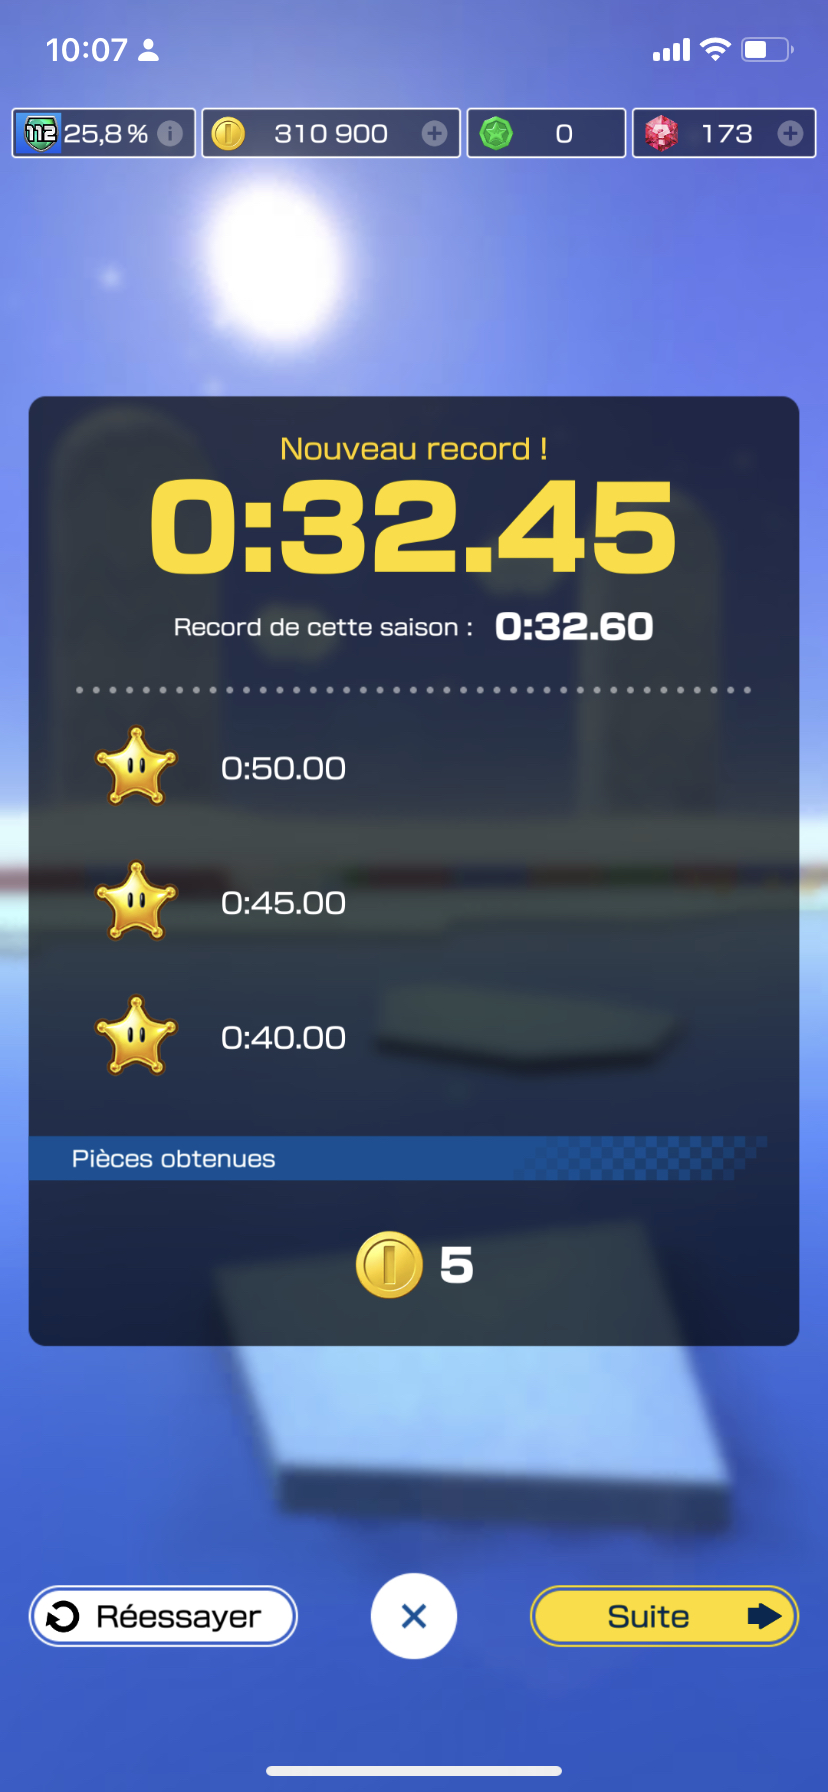 10:07
112 25,8 % i 310 900 0 173
Nouveau record !
0:32.45
Record de cette saison : 0:32.60
0:50.00
0:45.00
0:40.00
Pièces obtenues
5
Réessayer Suite